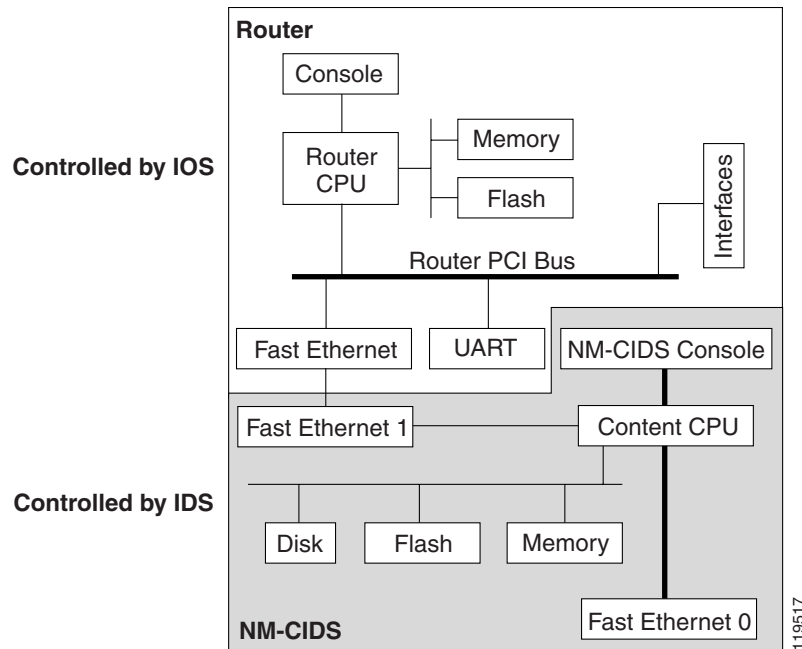 Router
Console
Controlled by IOS
Router
CPU
Memory
Flash
Interfaces
Router PCI Bus
Fast Ethernet
UART
NM-CIDS Console
Fast Ethernet 1
Content CPU
Controlled by IDS
Disk
Flash
Memory
NM-CIDS
Fast Ethernet 0
119517